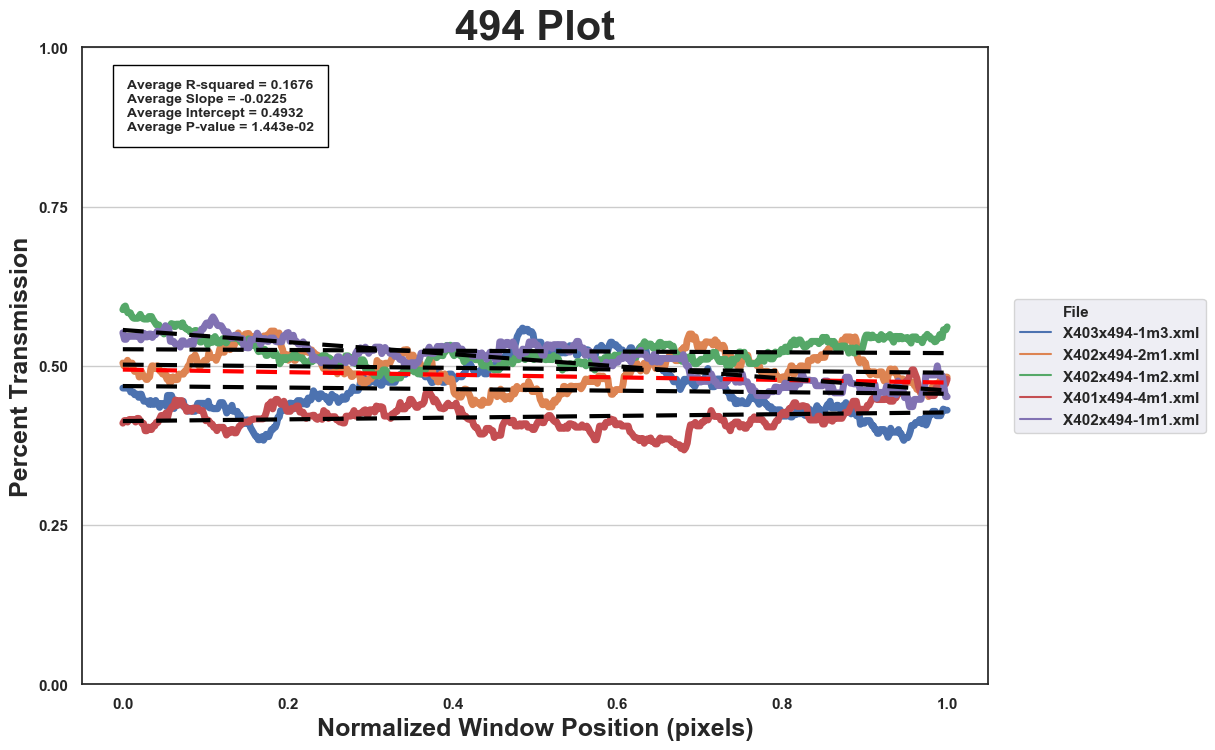 494 Plot
Average R-squared = 0.1676
Average Slope = -0.0225
Average Intercept = 0.4932
Average P-value = 1.443e-02
1.00
0.75
0.50
0.25
0.00
Percent Transmission
0.0 0.2 0.4 0.6 0.8 1.0
Normalized Window Position (pixels)
File
X403x494-1m3.xml
X402x494-2m1.xml
X402x494-1m2.xml
X401x494-4m1.xml
X402x494-1m1.xml